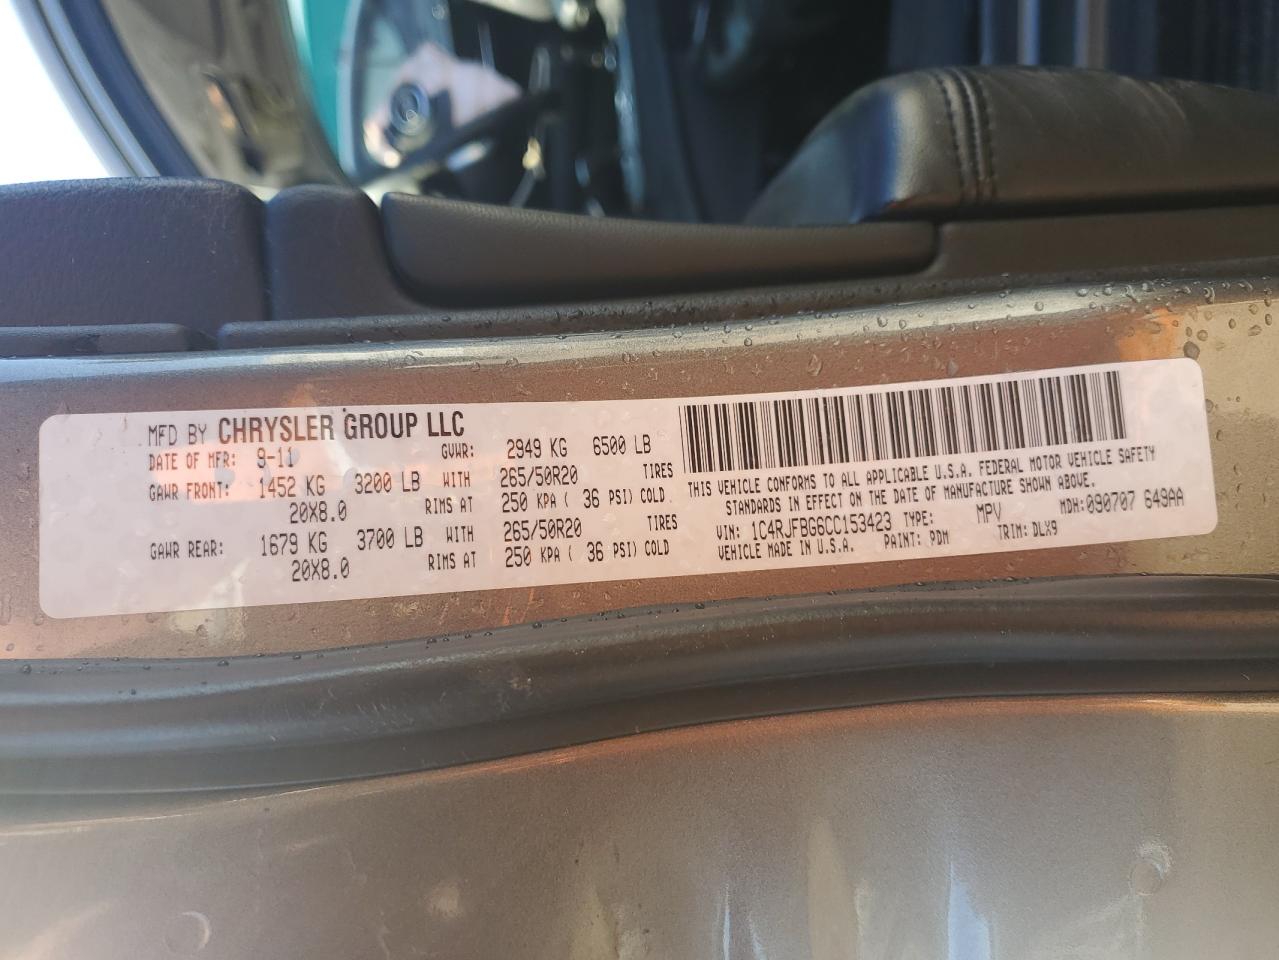 MFD BY CHRYSLER GROUP LLC
DATE OF MFR: 9-11 GVWR: 2949 KG 6500 LB
GAWR FRONT: 1452 KG 3200 LB WITH 265/50R20 TIRES
20X8.0 RIMS AT 250 KPA ( 36 PSI) COLD
GAWR REAR: 1679 KG 3700 LB WITH 265/50R20 TIRES
20X8.0 RIMS AT 250 KPA ( 36 PSI) COLD
THIS VEHICLE CONFORMS TO ALL APPLICABLE U.S.A. FEDERAL MOTOR VEHICLE SAFETY
STANDARDS IN EFFECT ON THE DATE OF MANUFACTURE SHOWN ABOVE.
VIN: 1C4RJFBG6CC153423 TYPE: MPV MDH: 090707 649AA
VEHICLE MADE IN U.S.A. PAINT: PDM TRIM: DLX9